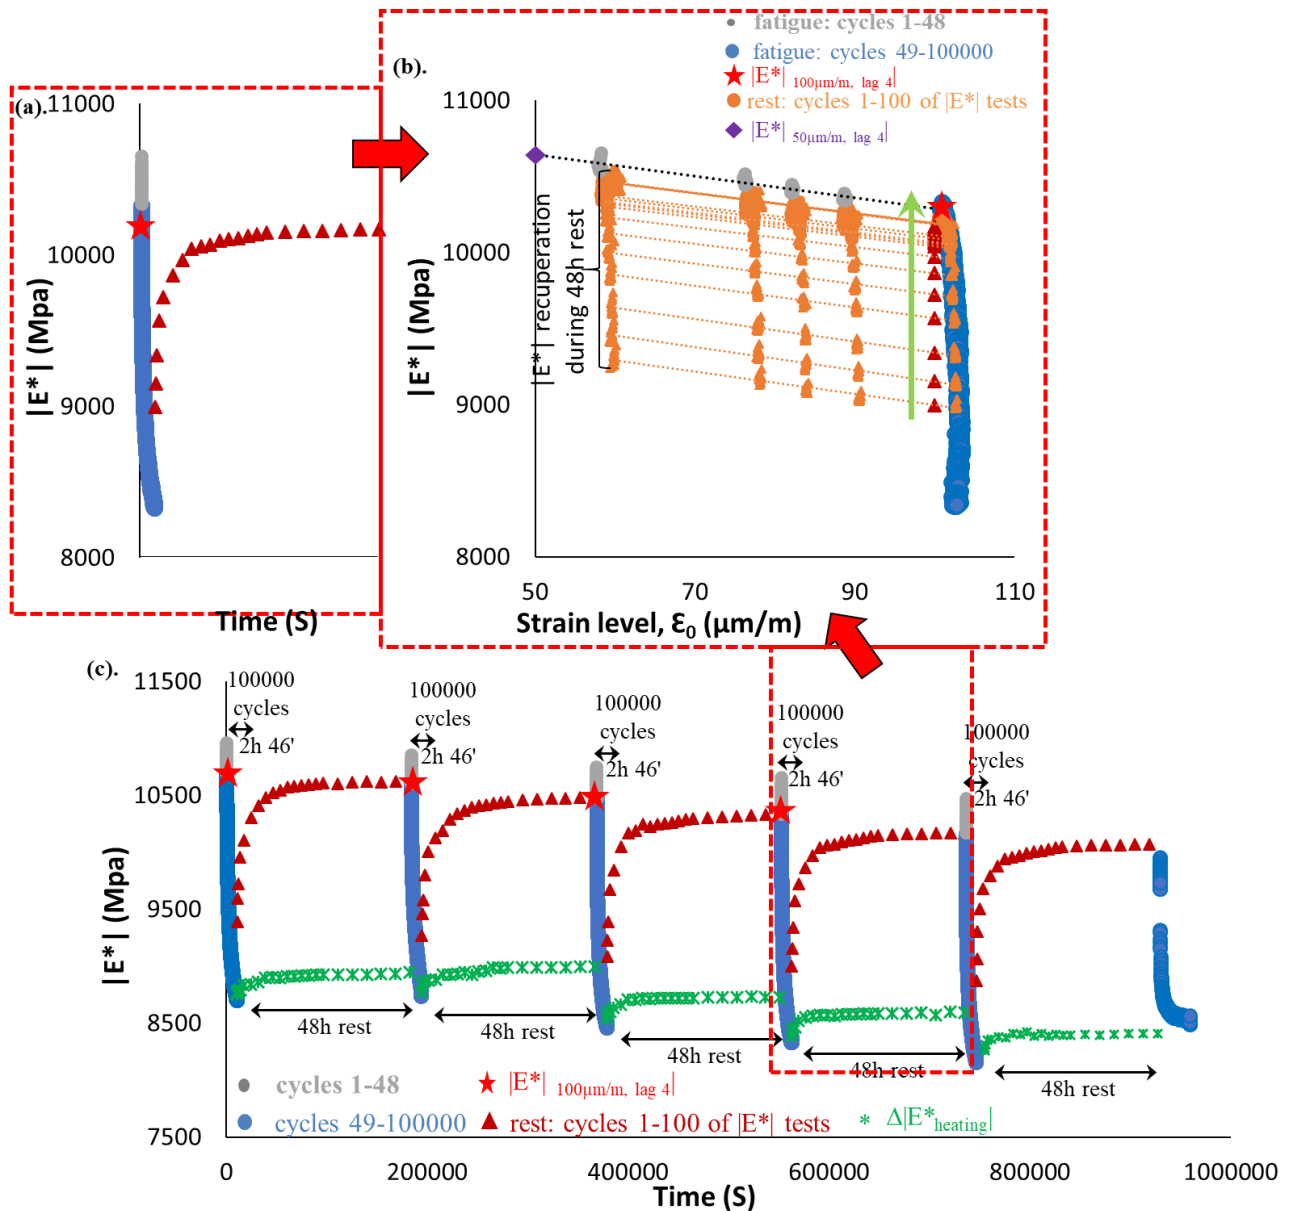 (a).
11000
10000
9000
8000
|E*| (Mpa)
Time (S)
(b).
fatigue: cycles 1-48
fatigue: cycles 49-100000
|E*| 100µm/m, lag 4|
rest: cycles 1-100 of |E*| tests
|E*| 50µm/m, lag 4|
11000
10000
9000
8000
|E*| (Mpa)
|E*| recuperation
during 48h rest
50
70
90
110
Strain level, Ɛ0 (µm/m)
(c).
11500
10500
9500
8500
7500
|E*| (Mpa)
100000
cycles
2h 46'
100000
cycles
2h 46'
100000
cycles
2h 46'
100000
cycles
2h 46'
100000
cycles
2h 46'
48h rest
48h rest
48h rest
48h rest
48h rest
cycles 1-48
|E*| 100µm/m, lag 4|
cycles 49-100000
rest: cycles 1-100 of |E*| tests
Δ|E*heating|
0
200000
400000
600000
800000
1000000
Time (S)